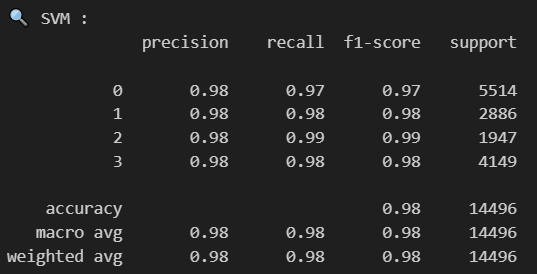 🔍 SVM :
precision recall f1-score support
0 0.98 0.97 0.97 5514
1 0.98 0.98 0.98 2886
2 0.98 0.99 0.99 1947
3 0.98 0.98 0.98 4149
accuracy 0.98 14496
macro avg 0.98 0.98 0.98 14496
weighted avg 0.98 0.98 0.98 14496